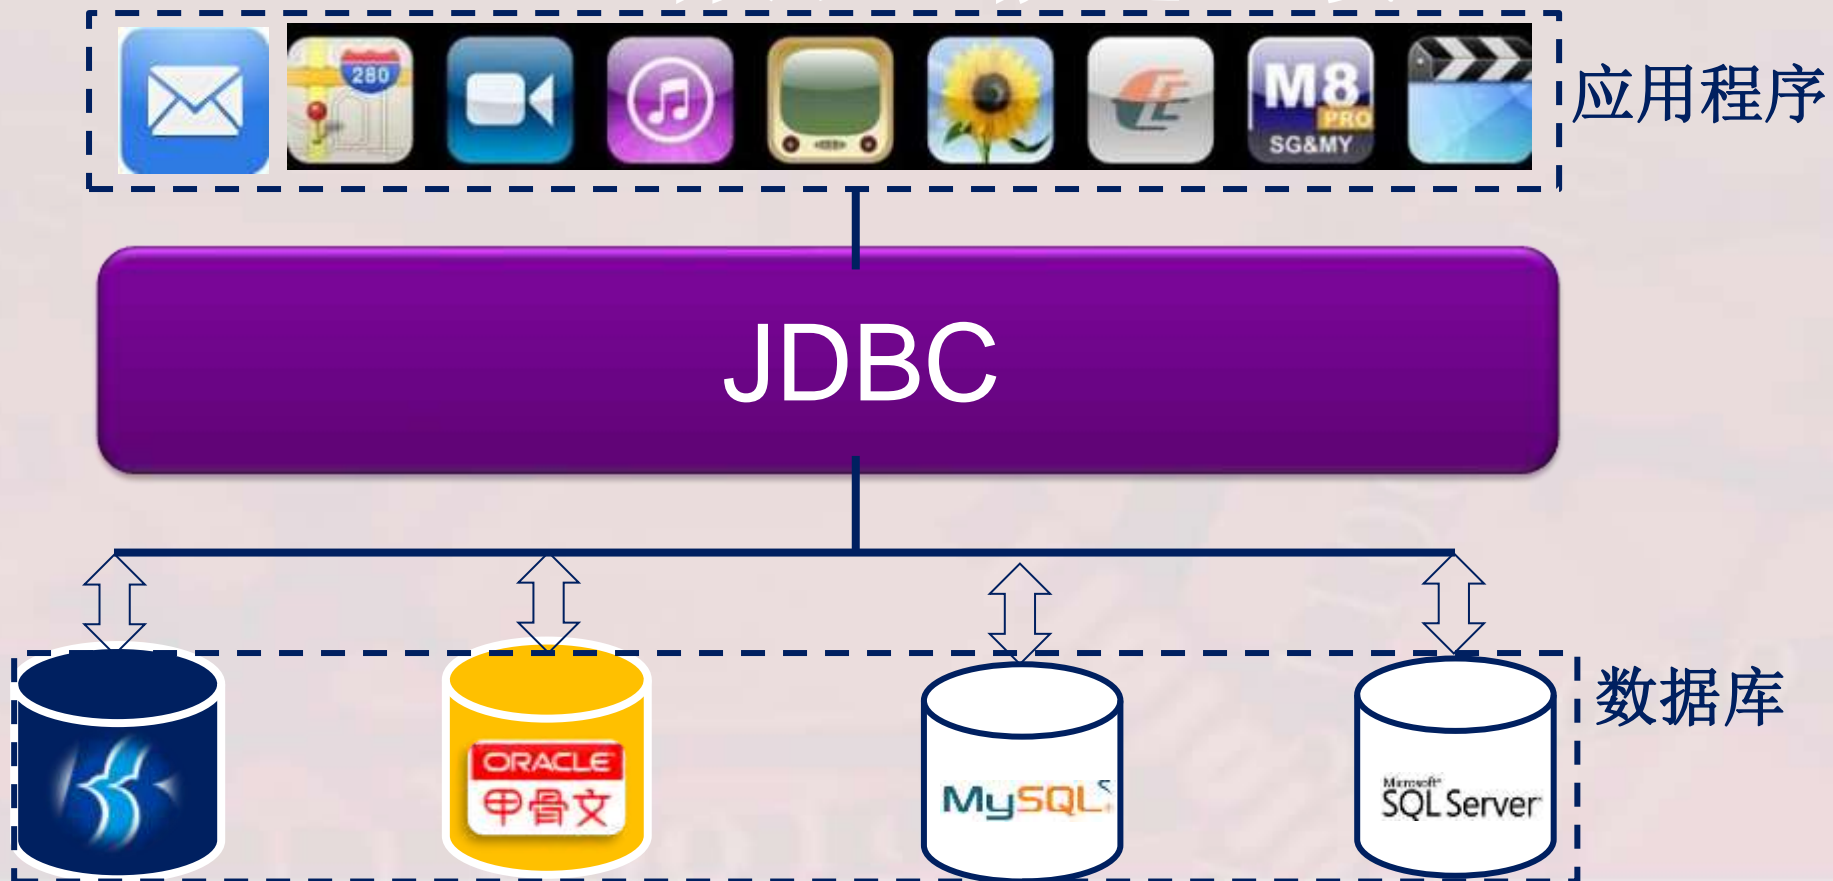 280
M8
PRO
SG&MY
应用程序
JDBC
数据库
ORACLE
甲骨文
MySQL
Microsoft
SQL Server